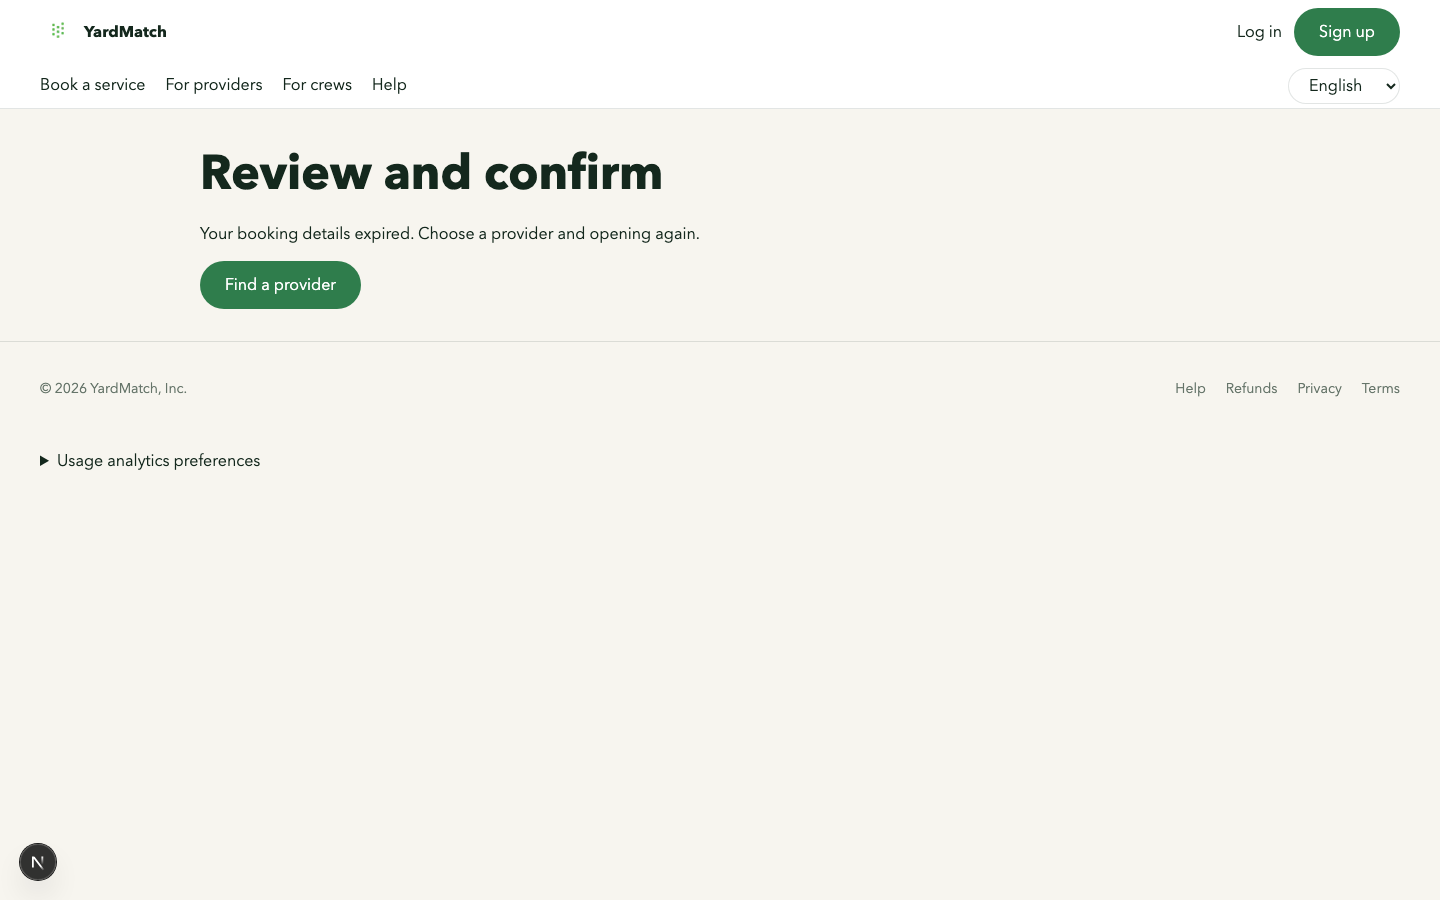 YardMatch
Log in
Sign up
Book a service
For providers
For crews
Help
English
Review and confirm
Your booking details expired. Choose a provider and opening again.
Find a provider
© 2026 YardMatch, Inc.
Help
Refunds
Privacy
Terms
Usage analytics preferences
N